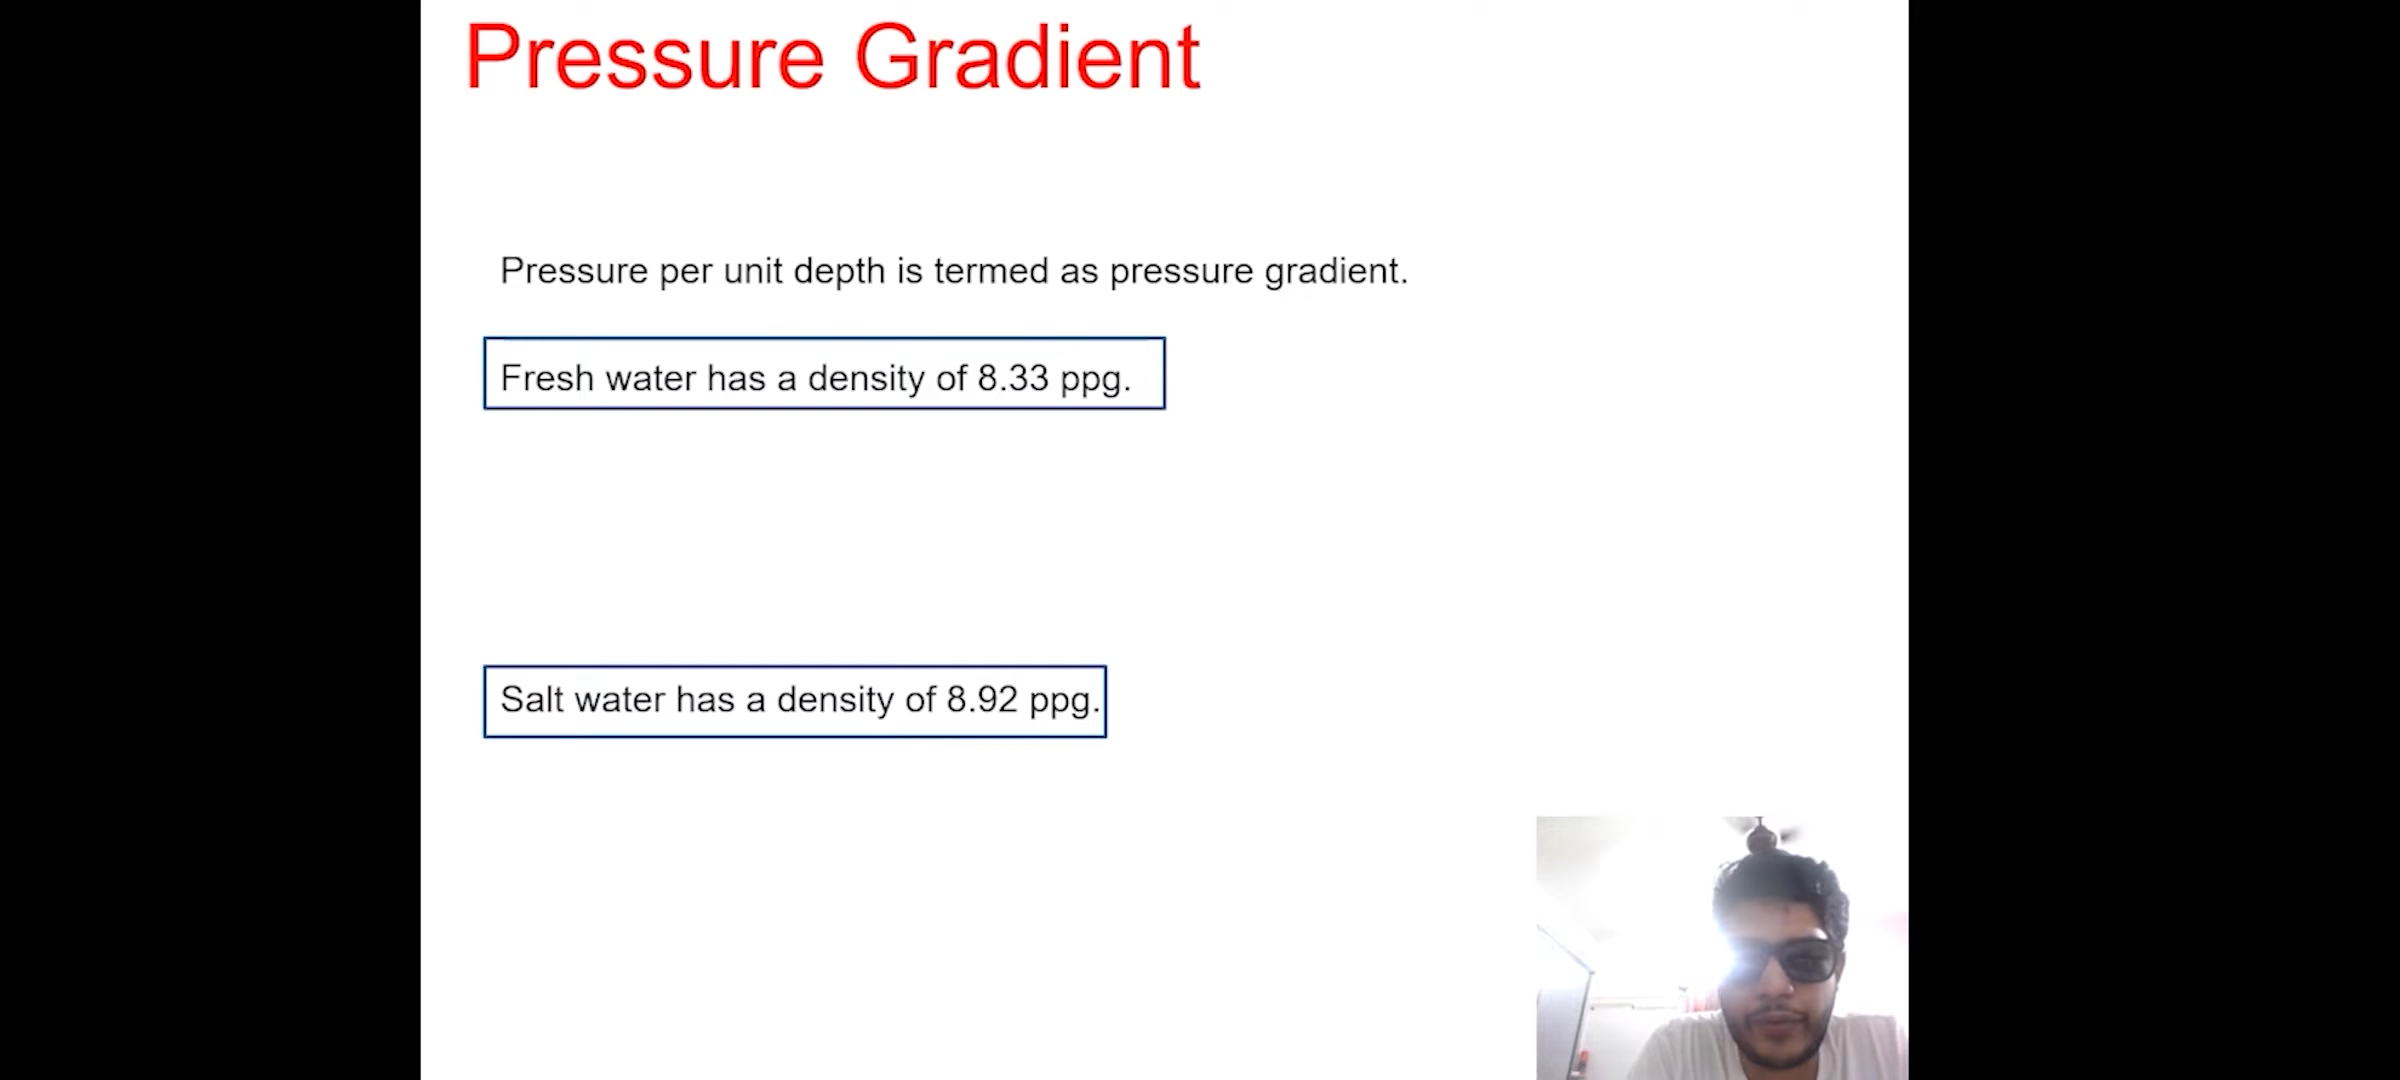 Pressure Gradient
Pressure per unit depth is termed as pressure gradient.
Fresh water has a density of 8.33 ppg.
Salt water has a density of 8.92 ppg.